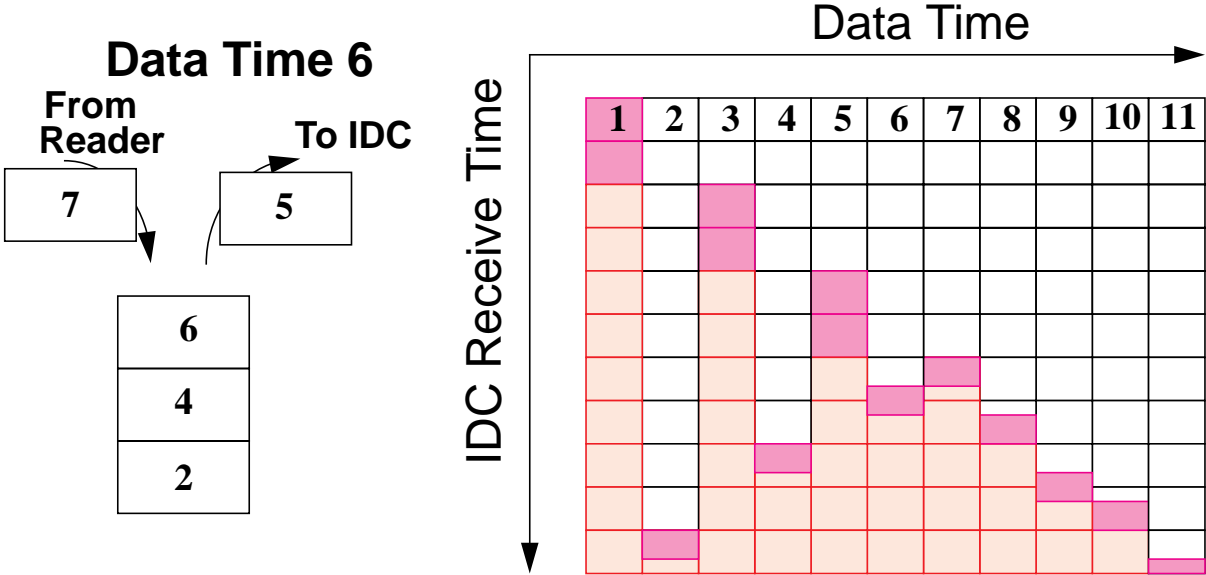 Data Time 6
From
Reader
To IDC
7
5
6
4
2
Data Time
IDC Receive Time
1 2 3 4 5 6 7 8 9 10 11